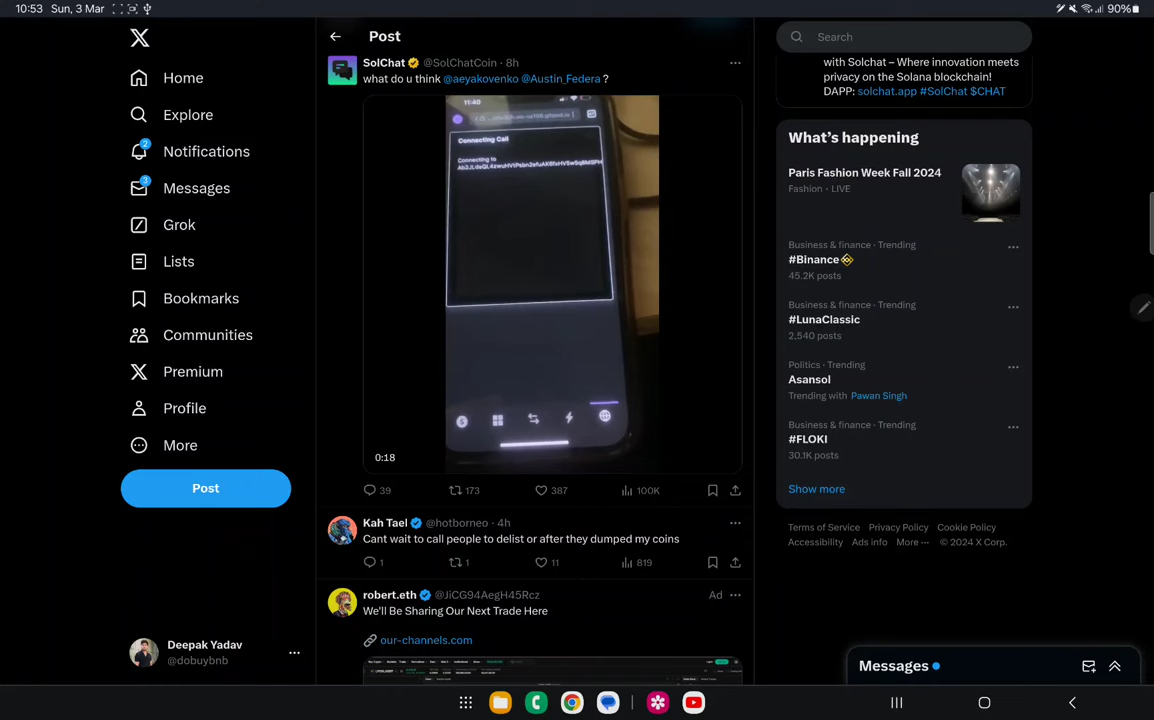 10:53 Sun, 3 Mar
90%
Home
Explore
2
Notifications
3
Messages
Grok
Lists
Bookmarks
Communities
Premium
Profile
More
Post
Deepak Yadav
@dobuybnb
Post
SolChat @SolChatCoin · 8h
what do u think @aeyakovenko @Austin_Federa ?
11:40
Connecting Call
Connecting to
0:18
39 173 387 100K
Kah Tael @hotborneo · 4h
Cant wait to call people to delist or after they dumped my coins
1 1 11 819
robert.eth @JiCG94AegH45Rcz Ad
We'll Be Sharing Our Next Trade Here
our-channels.com
Search
with Solchat – Where innovation meets
privacy on the Solana blockchain!
DAPP: solchat.app #SolChat $CHAT
What's happening
Paris Fashion Week Fall 2024
Fashion · LIVE
Business & finance · Trending
#Binance
45.2K posts
Business & finance · Trending
#LunaClassic
2,540 posts
Politics · Trending
Asansol
Trending with Pawan Singh
Business & finance · Trending
#FLOKI
30.1K posts
Show more
Terms of Service Privacy Policy Cookie Policy
Accessibility Ads info More ··· © 2024 X Corp.
Messages